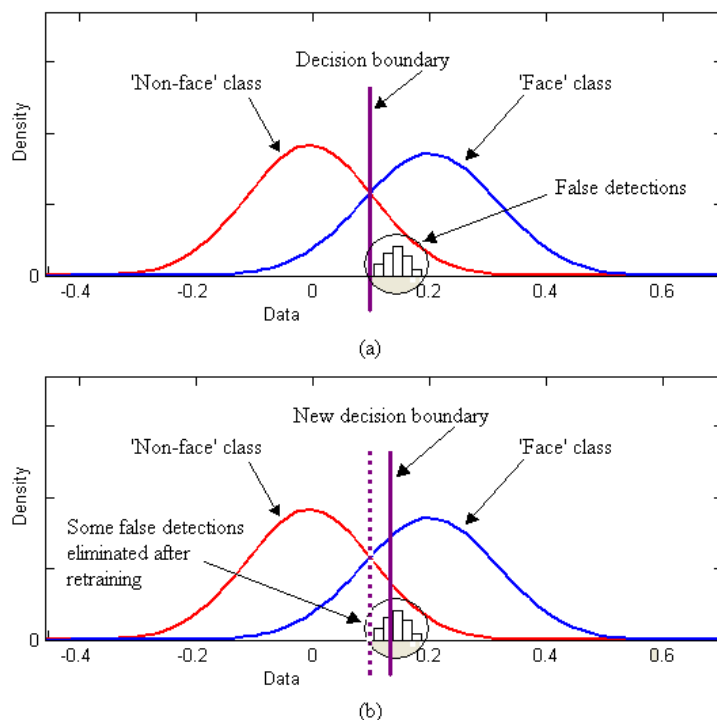 Decision boundary
'Non-face' class
'Face' class
Density
False detections
0
-0.4
-0.2
0
0.2
0.4
0.6
Data
(a)
New decision boundary
'Non-face' class
'Face' class
Density
Some false detections
eliminated after
retraining
0
-0.4
-0.2
0
0.2
0.4
0.6
Data
(b)